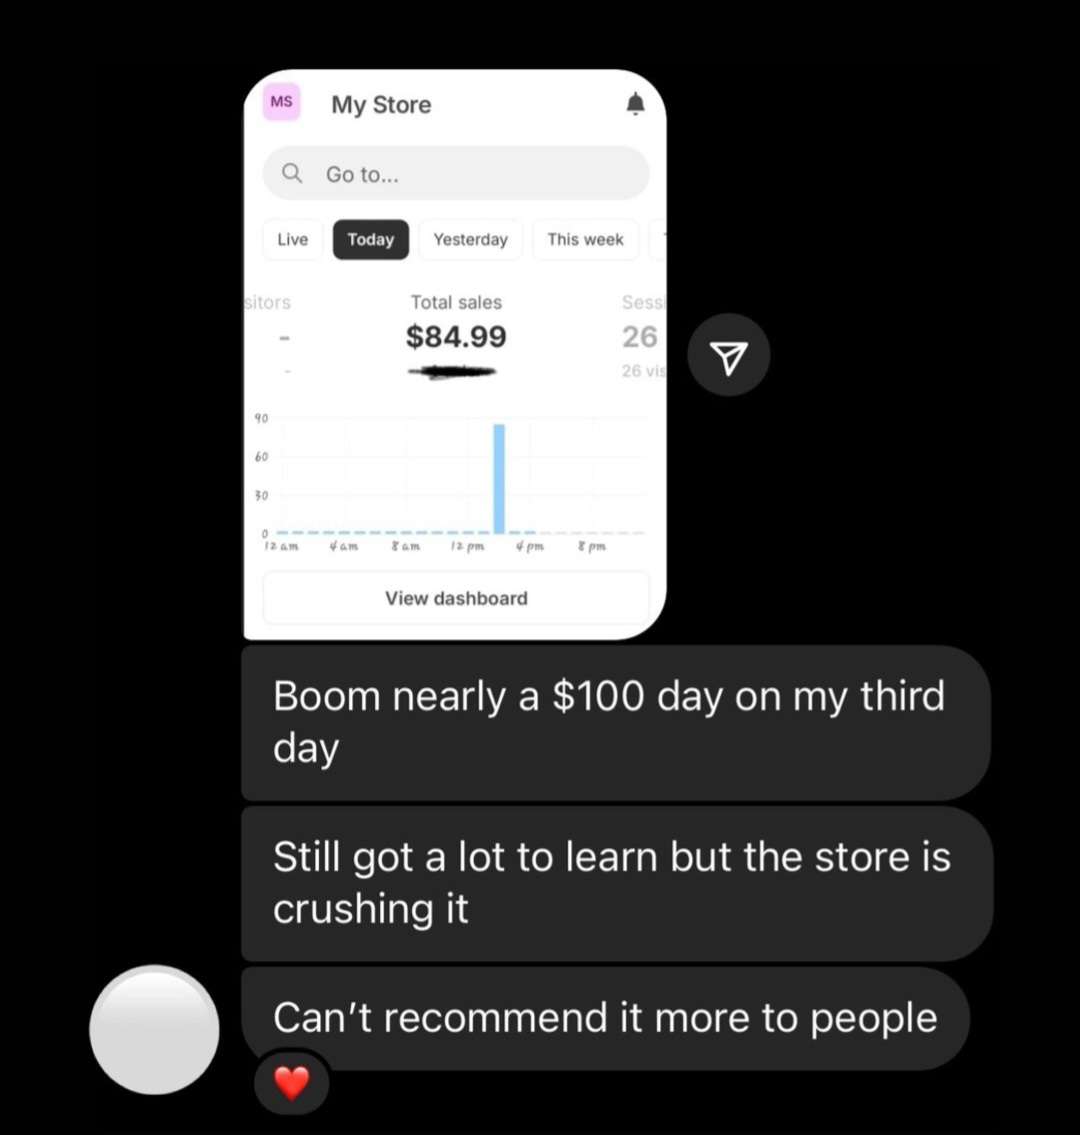 MS My Store
Go to...
Live Today Yesterday This week
sitors Total sales Sess
- $84.99 26
- 26 vis
90
60
30
0
12 am 4 am 8 am 12 pm 4 pm 8 pm
View dashboard
Boom nearly a $100 day on my third
day
Still got a lot to learn but the store is
crushing it
Can't recommend it more to people